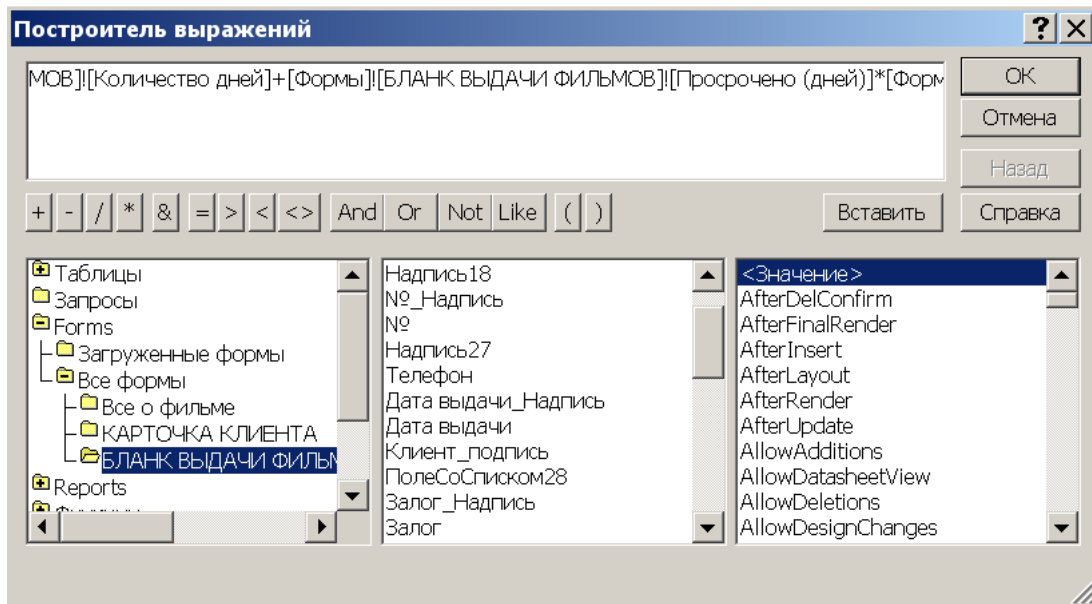 Построитель выражений
МОВ]![Количество дней]+[Формы]![БЛАНК ВЫДАЧИ ФИЛЬМОВ]![Просрочено (дней)]*[Форм
ОК
Отмена
Назад
+ - / * & = > < <> And Or Not Like ( ) Вставить Справка
Таблицы
Запросы
Forms
Загруженные формы
Все формы
Все о фильме
КАРТОЧКА КЛИЕНТА
БЛАНК ВЫДАЧИ ФИЛЬМ
Reports
Надпись18
№_Надпись
№
Надпись27
Телефон
Дата выдачи_Надпись
Дата выдачи
Клиент_подпись
ПолеСоСписком28
Залог_Надпись
Залог
<Значение>
AfterDelConfirm
AfterFinalRender
AfterInsert
AfterLayout
AfterRender
AfterUpdate
AllowAdditions
AllowDatasheetView
AllowDeletions
AllowDesignChanges